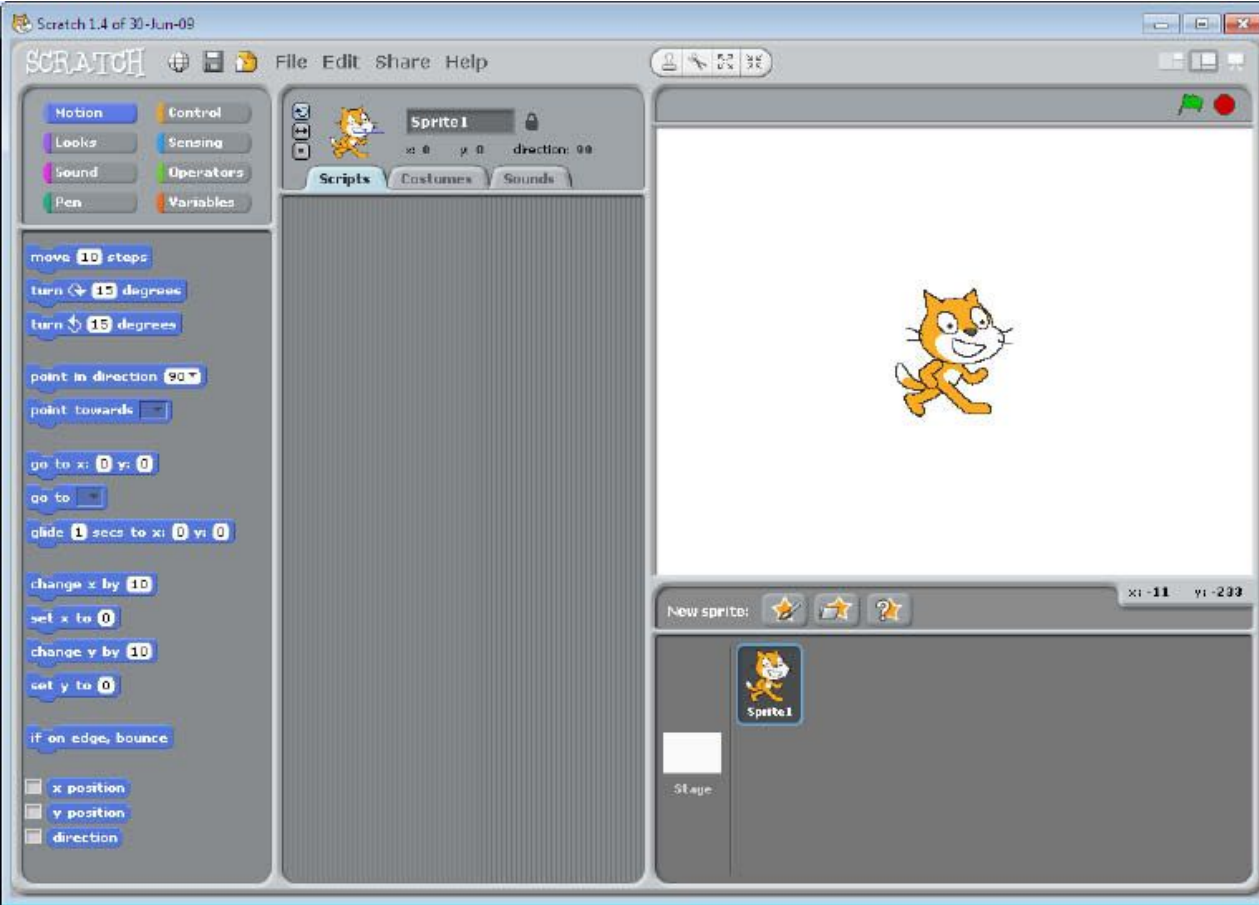 Scratch 1.4 of 30-Jun-09
SCRATCH File Edit Share Help
Motion Control
Looks Sensing
Sound Operators
Pen Variables
move 10 steps
turn 15 degrees
turn 15 degrees
point in direction 90
point towards
go to x: 0 y: 0
go to
glide 1 secs to x: 0 y: 0
change x by 10
set x to 0
change y by 10
set y to 0
if on edge, bounce
x position
y position
direction
Sprite1
x: 0 y: 0 direction: 90
Scripts Costumes Sounds
x: -11 y: -233
New sprite:
Sprite1
Stage